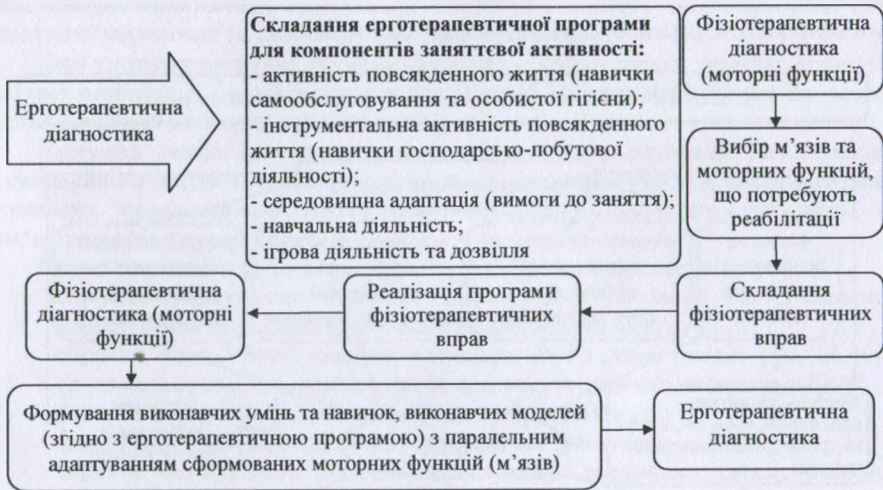 Ерготерапевтична
діагностика
Складання ерготерапевтичної програми
для компонентів заняттєвої активності:
- активність повсякденного життя (навички
самообслуговування та особистої гігієни);
- інструментальна активність повсякденного
життя (навички господарсько-побутової
діяльності);
- середовищна адаптація (вимоги до заняття);
- навчальна діяльність;
- ігрова діяльність та дозвілля
Фізіотерапевтична
діагностика
(моторні функції)
Вибір м’язів та
моторних функцій,
що потребують
реабілітації
Складання
фізіотерапевтичних
вправ
Реалізація програми
фізіотерапевтичних
вправ
Фізіотерапевтична
діагностика (моторні
функції)
Формування виконавчих умінь та навичок, виконавчих моделей
(згідно з ерготерапевтичною програмою) з паралельним
адаптуванням сформованих моторних функцій (м’язів)
Ерготерапевтична
діагностика